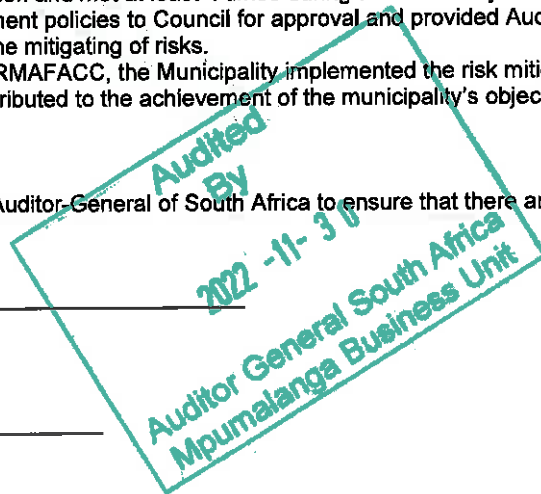 ment policies to Council for approval and provided Aud
e mitigating of risks.
RMAFACC, the Municipality implemented the risk miti
ributed to the achievement of the municipality's objec
Audited
By
Auditor-General of South Africa to ensure that there ar
2022 -11- 30
Auditor General South Africa
Mpumalanga Business Unit